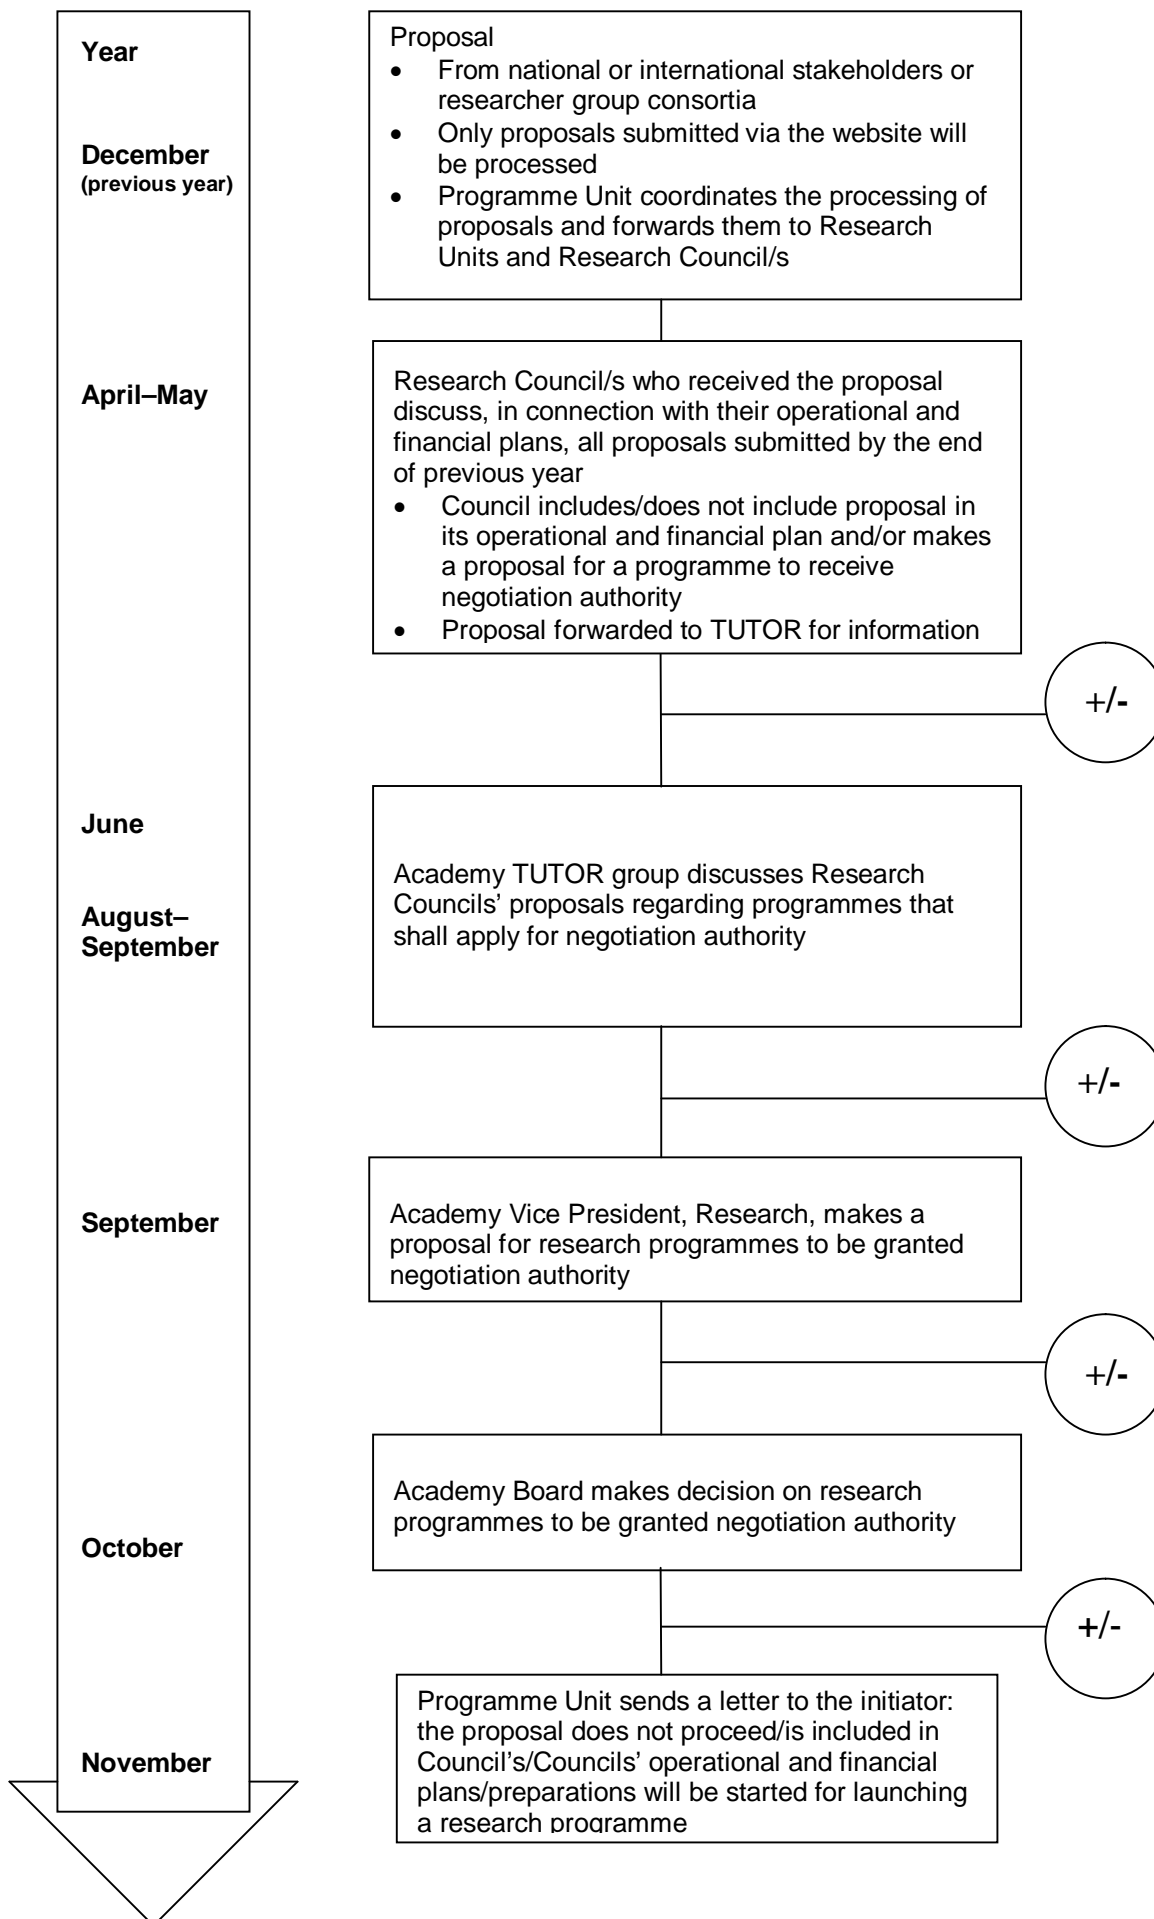 Year
December
(previous year)
Proposal
• From national or international stakeholders or
researcher group consortia
• Only proposals submitted via the website will
be processed
• Programme Unit coordinates the processing of
proposals and forwards them to Research
Units and Research Council/s
April–May
Research Council/s who received the proposal
discuss, in connection with their operational and
financial plans, all proposals submitted by the end
of previous year
• Council includes/does not include proposal in
its operational and financial plan and/or makes
a proposal for a programme to receive
negotiation authority
• Proposal forwarded to TUTOR for information
+/-
June
August–
September
Academy TUTOR group discusses Research
Councils’ proposals regarding programmes that
shall apply for negotiation authority
+/-
September
Academy Vice President, Research, makes a
proposal for research programmes to be granted
negotiation authority
+/-
October
Academy Board makes decision on research
programmes to be granted negotiation authority
+/-
November
Programme Unit sends a letter to the initiator:
the proposal does not proceed/is included in
Council’s/Councils’ operational and financial
plans/preparations will be started for launching
a research programme